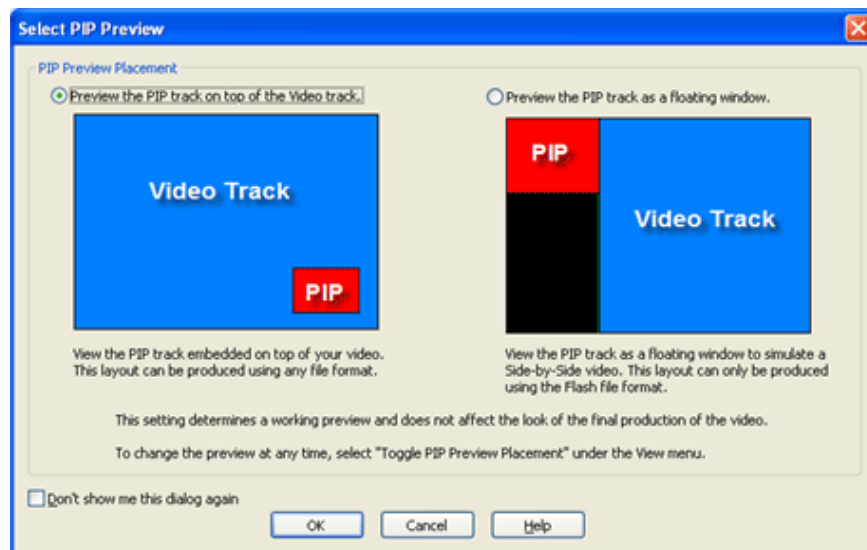 Select PIP Preview
PIP Preview Placement
Preview the PIP track on top of the Video track.
Preview the PIP track as a floating window.
Video Track
PIP
PIP
Video Track
View the PIP track embedded on top of your video.
This layout can be produced using any file format.
View the PIP track as a floating window to simulate a
Side-by-Side video. This layout can only be produced
using the Flash file format.
This setting determines a working preview and does not affect the look of the final production of the video.
To change the preview at any time, select "Toggle PIP Preview Placement" under the View menu.
Don't show me this dialog again
OK
Cancel
Help